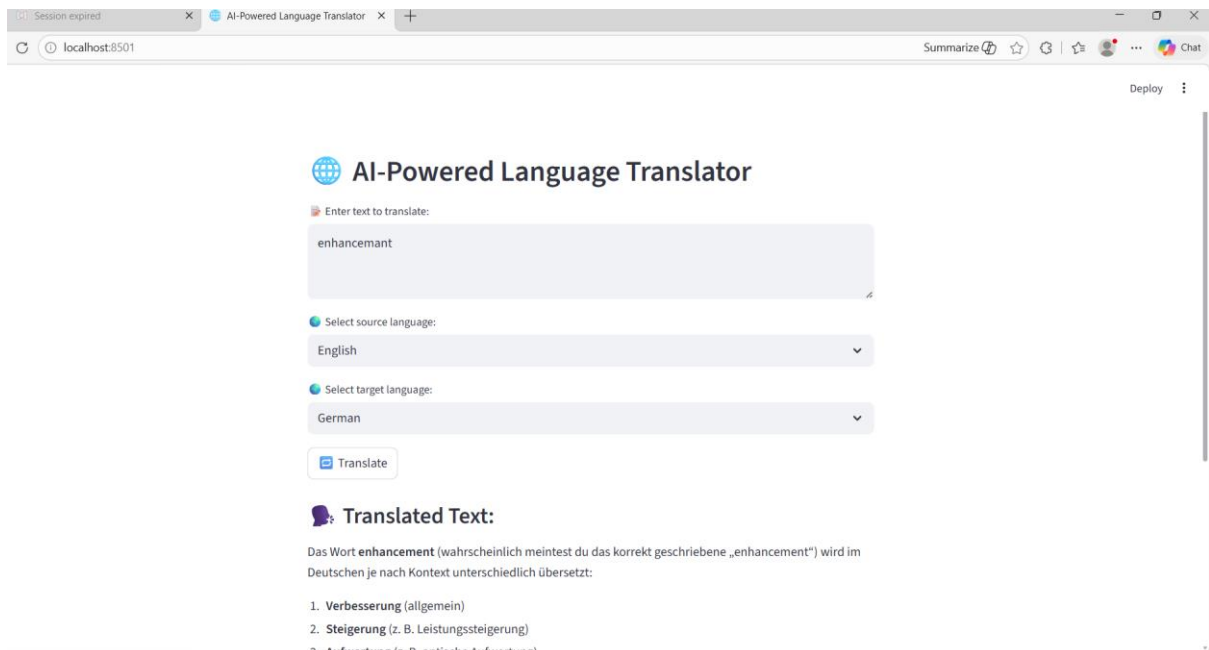 Session expired
AI-Powered Language Translator
localhost:8501
Summarize
Chat
Deploy
AI-Powered Language Translator
Enter text to translate:
enhancemant
Select source language:
English
Select target language:
German
Translate
Translated Text:
Das Wort enhancement (wahrscheinlich meintest du das korrekt geschriebene „enhancement“) wird im
Deutschen je nach Kontext unterschiedlich übersetzt:
1. Verbesserung (allgemein)
2. Steigerung (z. B. Leistungssteigerung)